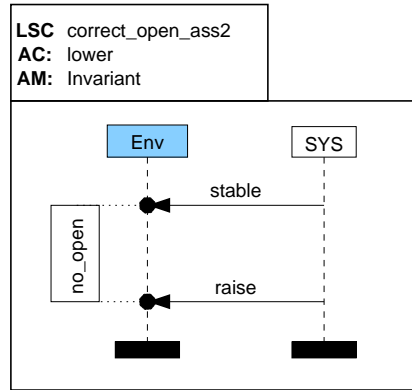 LSC correct_open_ass2
AC: lower
AM: Invariant
Env
SYS
stable
no_open
raise